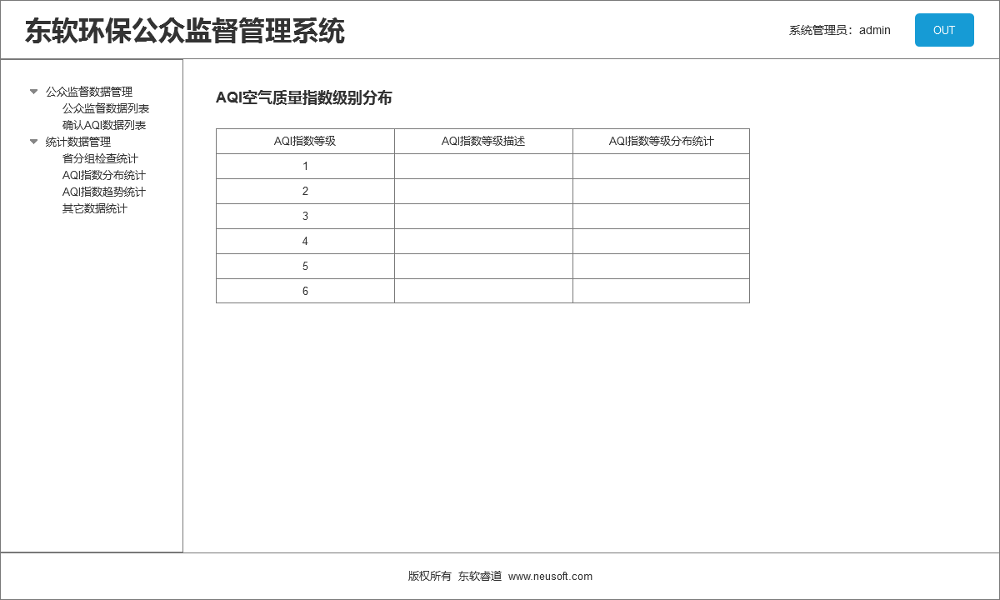 东软环保公众监督管理系统
系统管理员：admin
OUT
公众监督数据管理
公众监督数据列表
确认AQI数据列表
统计数据管理
省分组检查统计
AQI指数分布统计
AQI指数趋势统计
其它数据统计
AQI空气质量指数级别分布
AQI指数等级 AQI指数等级描述 AQI指数等级分布统计
1
2
3
4
5
6
版权所有 东软睿道 www.neusoft.com